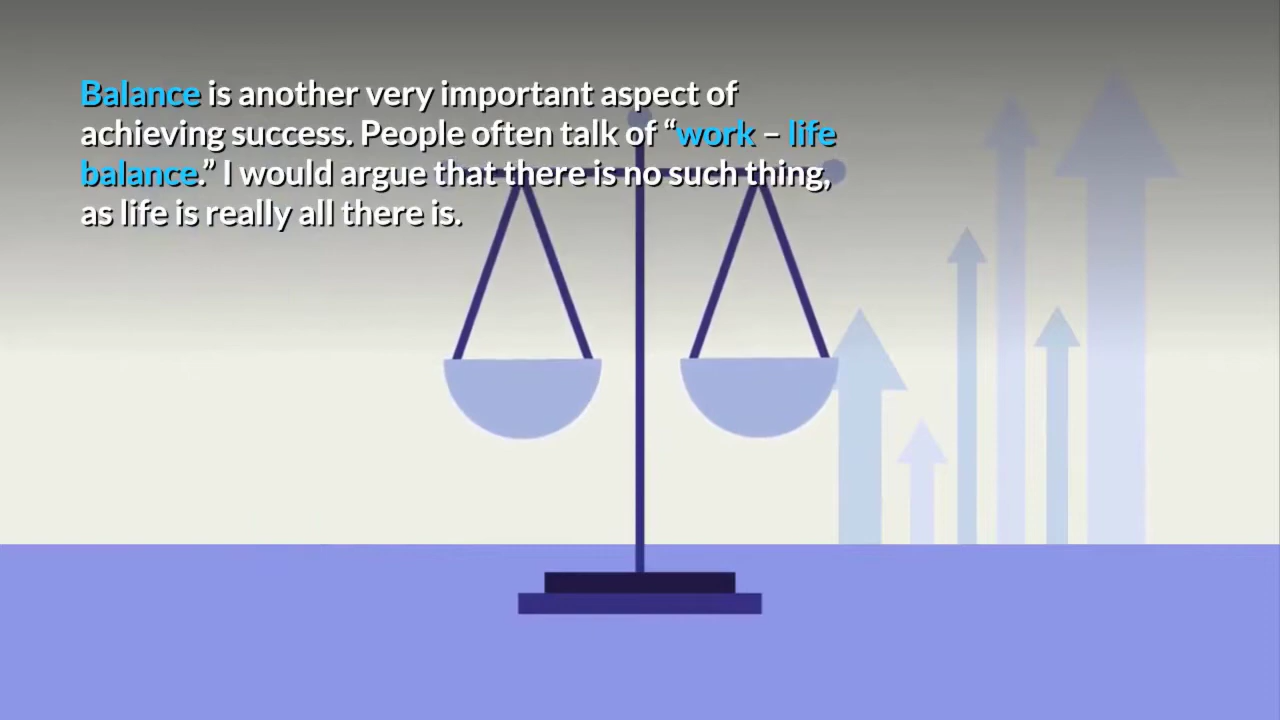 Balance is another very important aspect of
achieving success. People often talk of “work – life
balance.” I would argue that there is no such thing,
as life is really all there is.